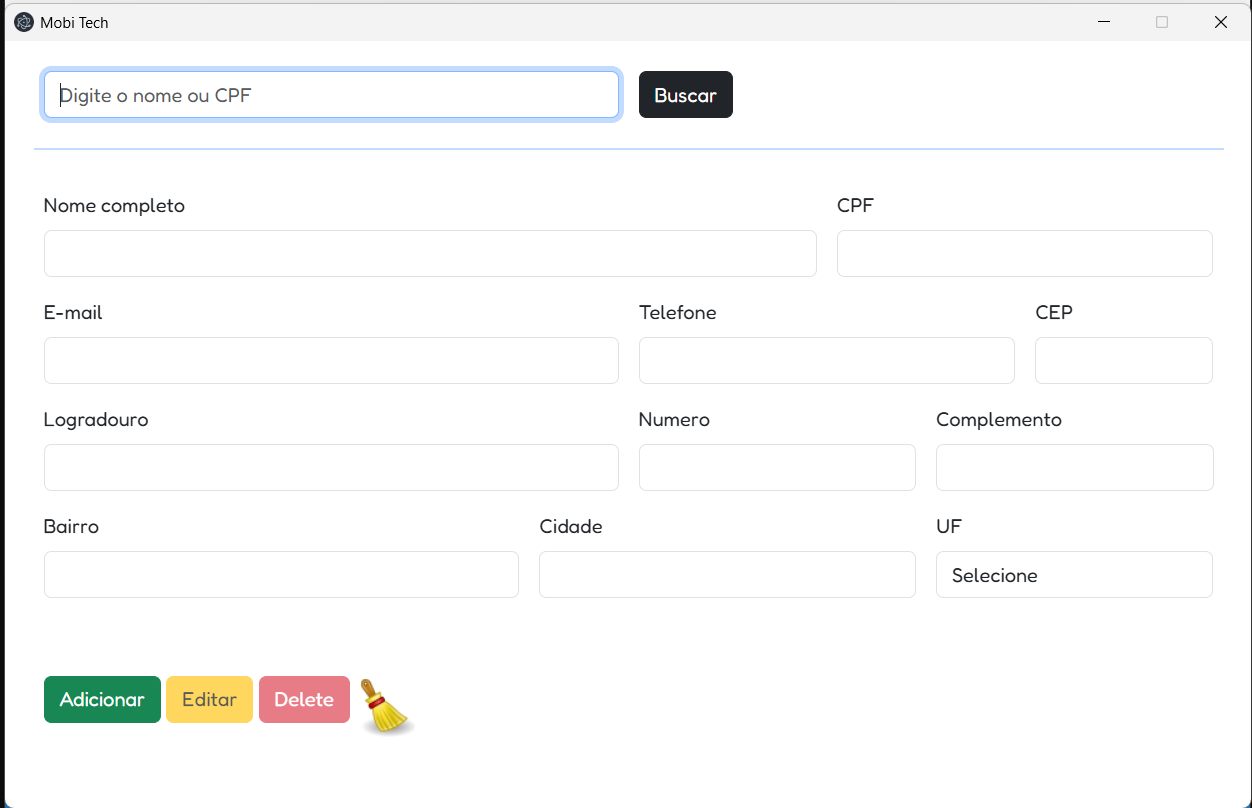 Mobi Tech
Digite o nome ou CPF
Buscar
Nome completo
CPF
E-mail
Telefone
CEP
Logradouro
Numero
Complemento
Bairro
Cidade
UF
Selecione
Adicionar
Editar
Delete